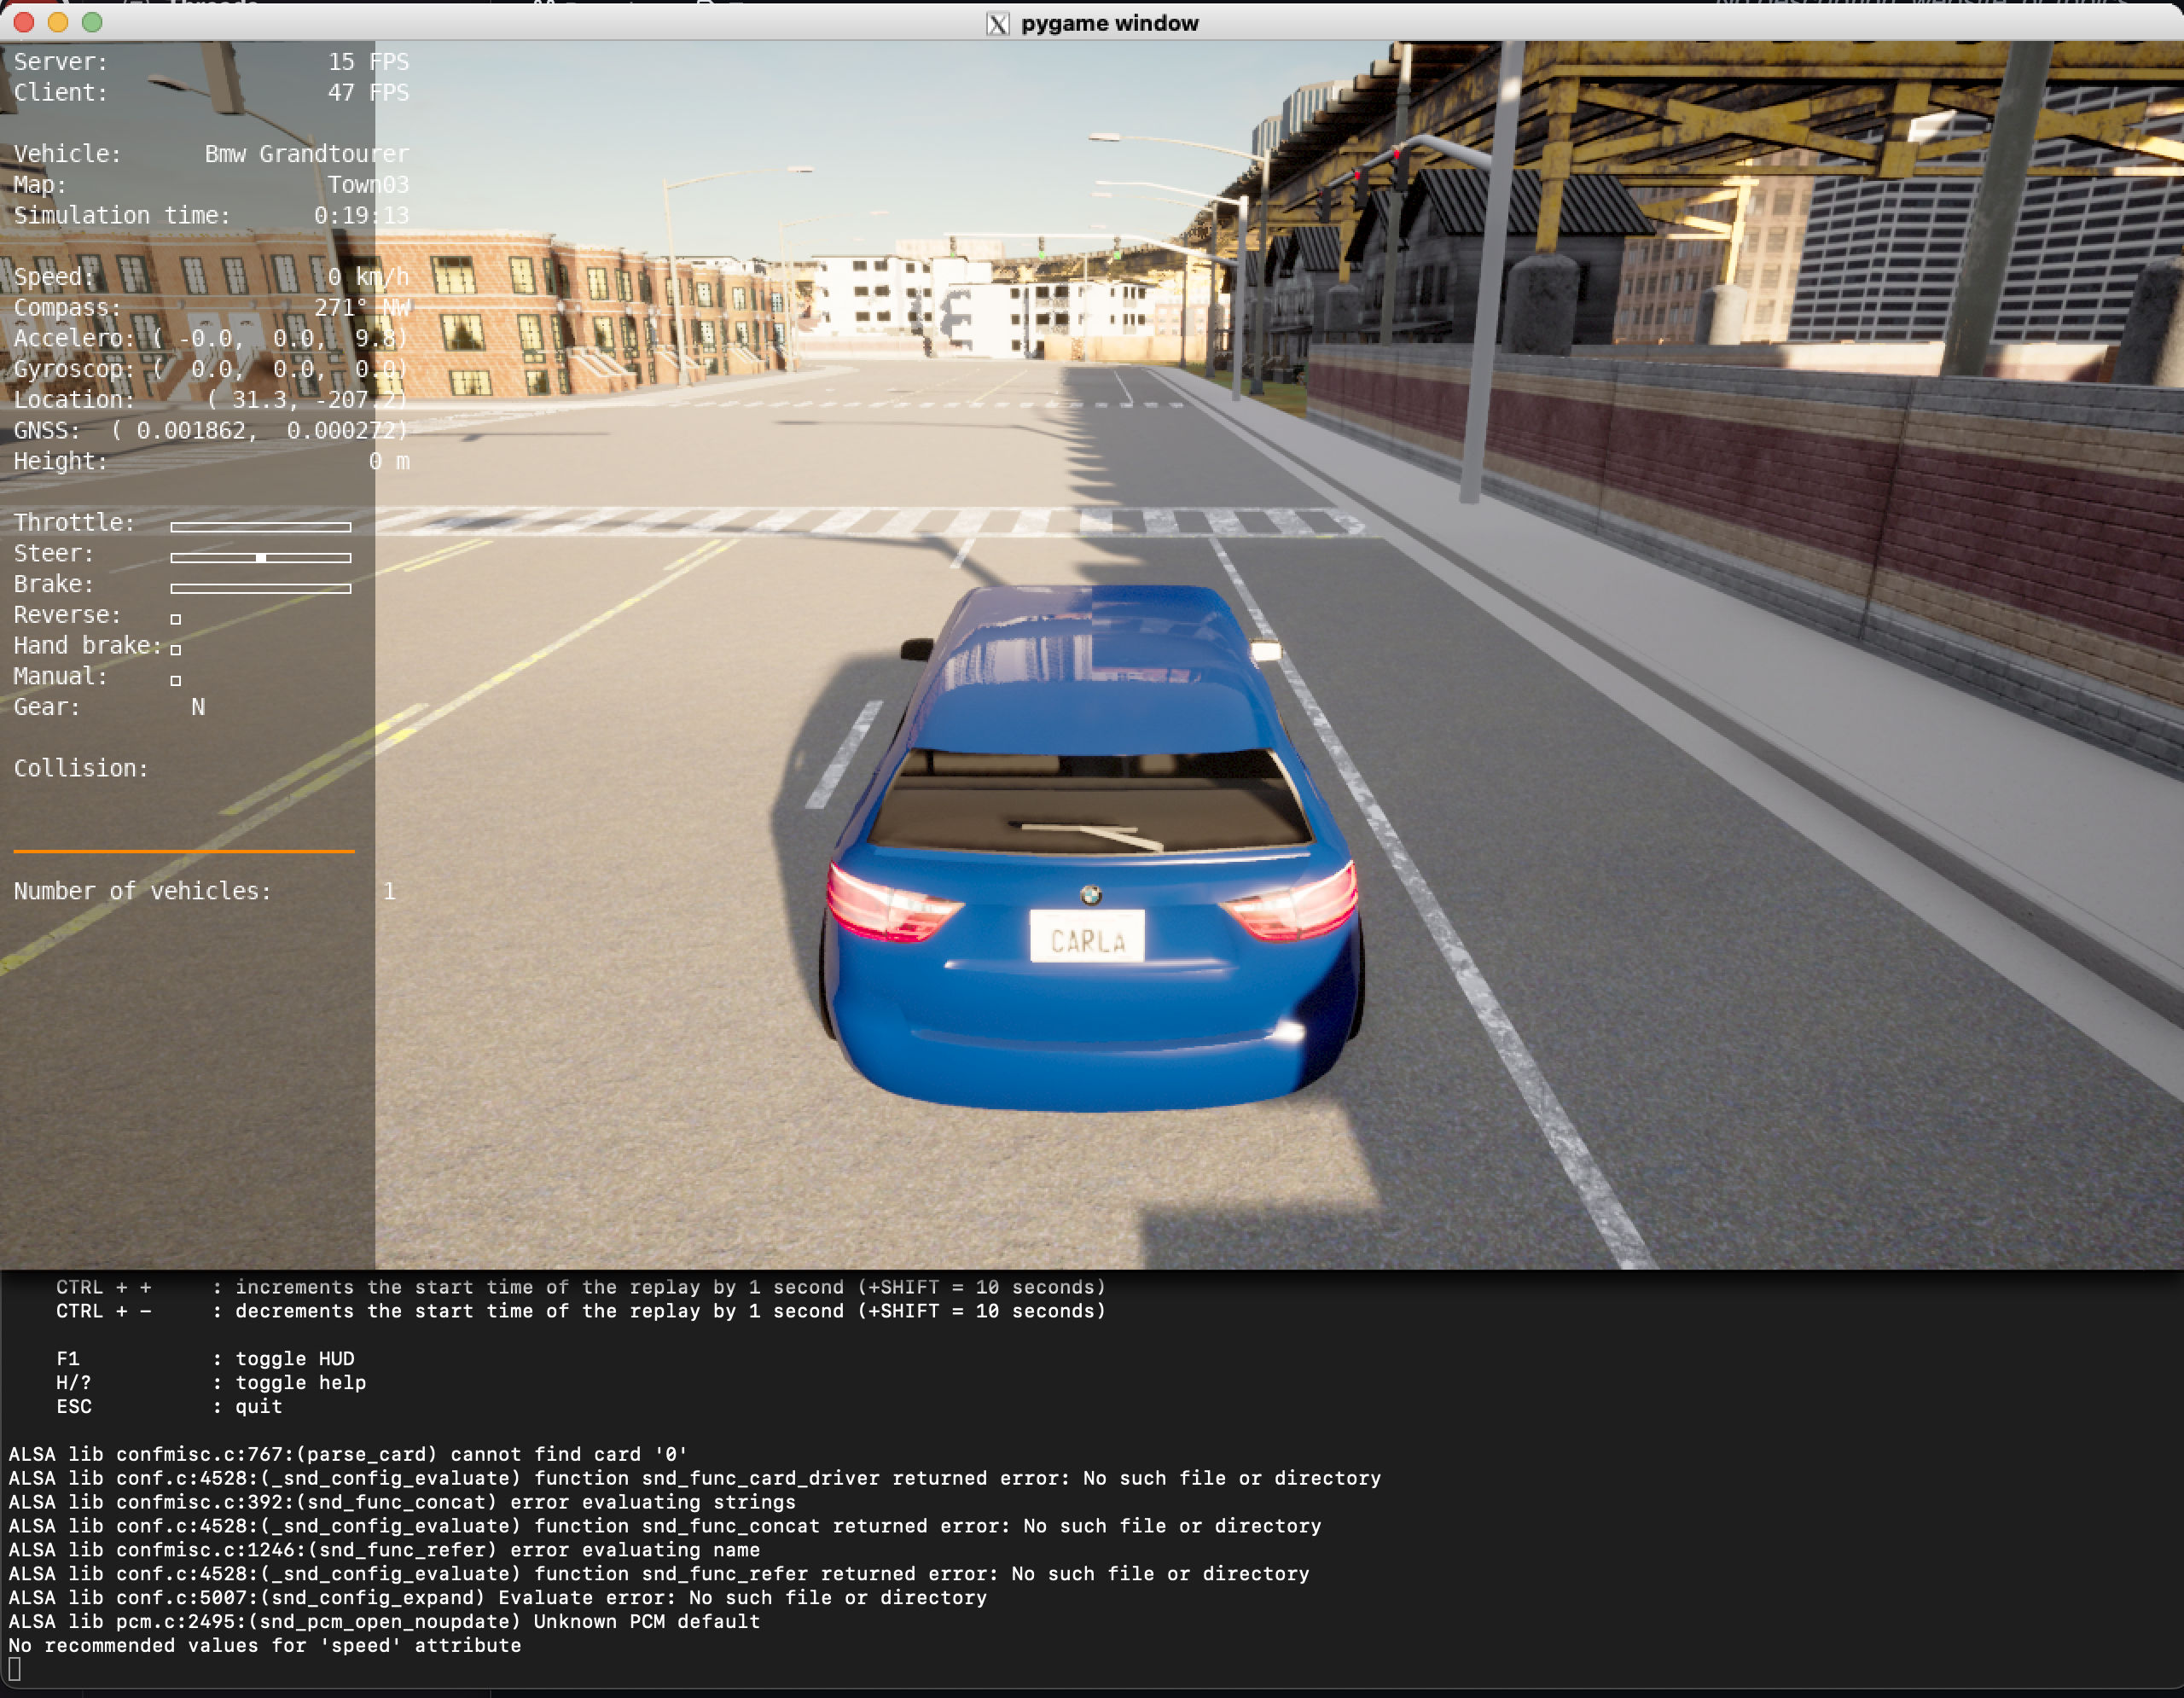 pygame window
Server: 15 FPS
Client: 47 FPS
Vehicle: Bmw Grandtourer
Map: Town03
Simulation time: 0:19:13
Speed: 0 km/h
Compass: 271° NW
Accelero: ( -0.0, 0.0, 9.8)
Gyroscop: ( 0.0, 0.0, 0.0)
Location: ( 31.3, -207.2)
GNSS: ( 0.001862, 0.000272)
Height: 0 m
Throttle:
Steer:
Brake:
Reverse:
Hand brake:
Manual:
Gear: N
Collision:
Number of vehicles: 1
CARLA
CTRL + + : increments the start time of the replay by 1 second (+SHIFT = 10 seconds)
CTRL + - : decrements the start time of the replay by 1 second (+SHIFT = 10 seconds)
F1 : toggle HUD
H/? : toggle help
ESC : quit
ALSA lib confmisc.c:767:(parse_card) cannot find card '0'
ALSA lib conf.c:4528:(_snd_config_evaluate) function snd_func_card_driver returned error: No such file or directory
ALSA lib confmisc.c:392:(snd_func_concat) error evaluating strings
ALSA lib conf.c:4528:(_snd_config_evaluate) function snd_func_concat returned error: No such file or directory
ALSA lib confmisc.c:1246:(snd_func_refer) error evaluating name
ALSA lib conf.c:4528:(_snd_config_evaluate) function snd_func_refer returned error: No such file or directory
ALSA lib conf.c:5007:(snd_config_expand) Evaluate error: No such file or directory
ALSA lib pcm.c:2495:(snd_pcm_open_noupdate) Unknown PCM default
No recommended values for 'speed' attribute